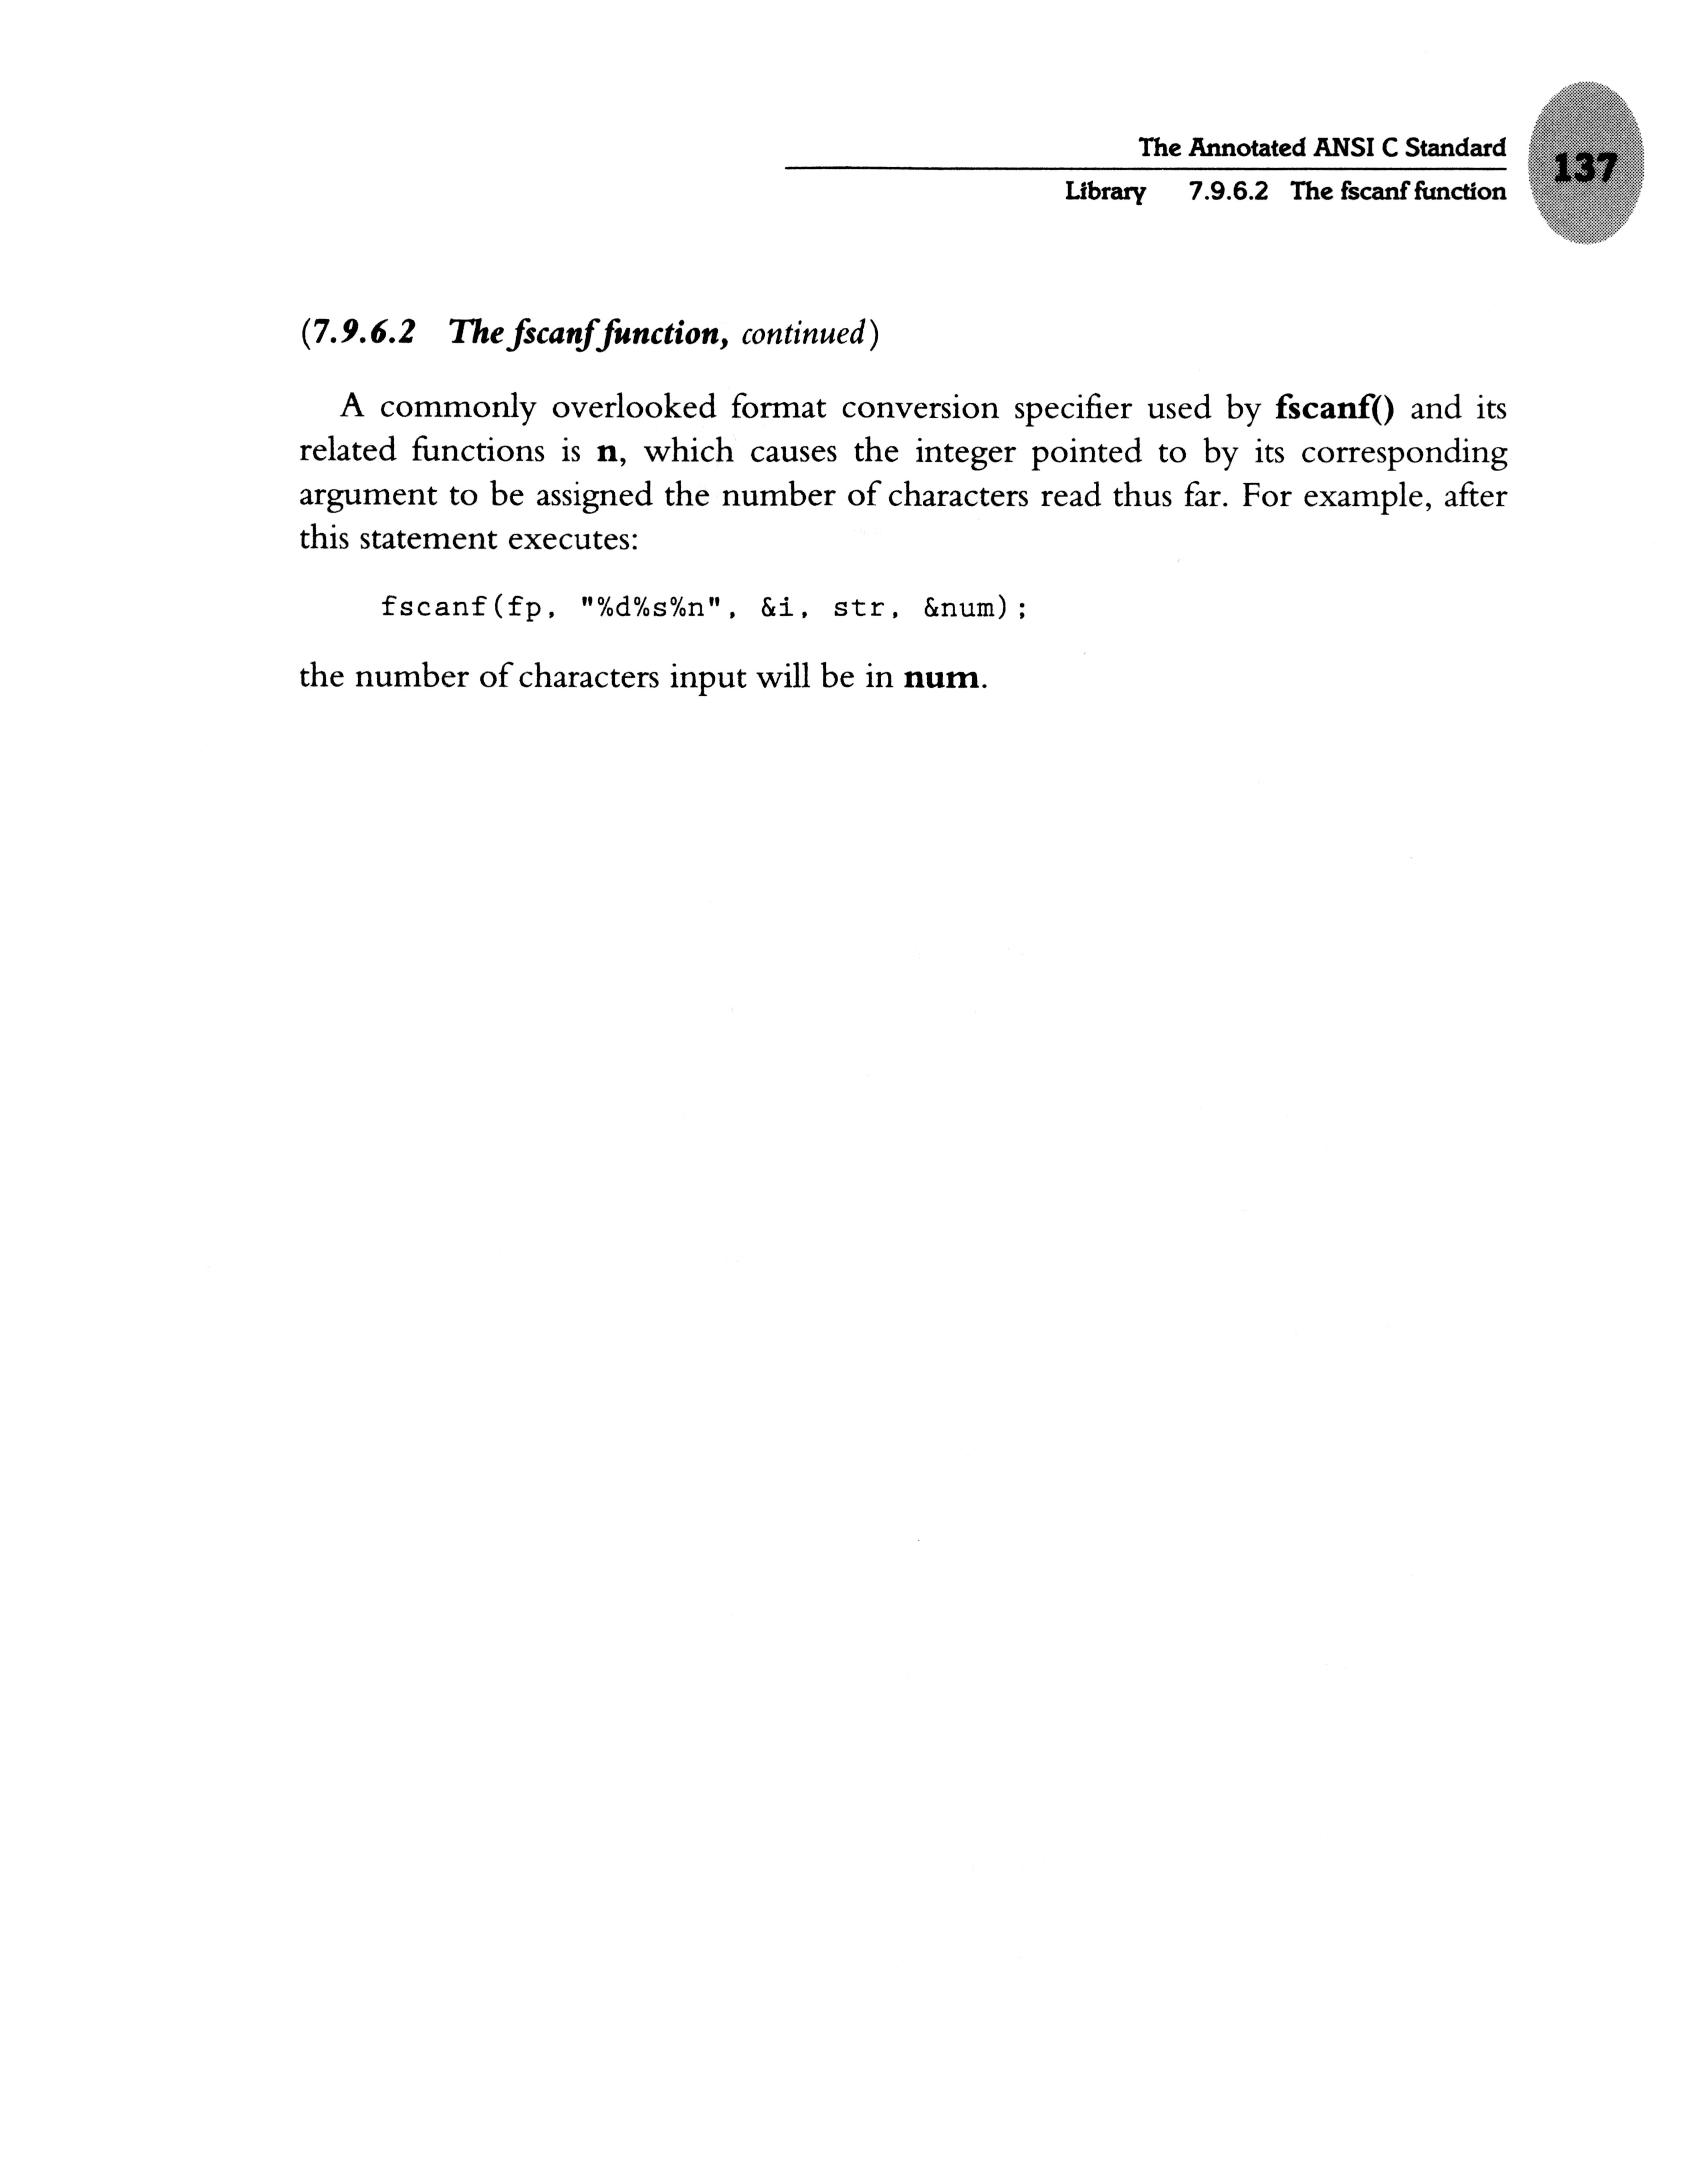 The Annotated ANSI C Standard
137
Library 7.9.6.2 The fscanf function
(7.9.6.2 The fscanf function, continued)
A commonly overlooked format conversion specifier used by fscanf() and its
related functions is n, which causes the integer pointed to by its corresponding
argument to be assigned the number of characters read thus far. For example, after
this statement executes:
fscanf(fp, "%d%s%n", &i, str, &num);
the number of characters input will be in num.